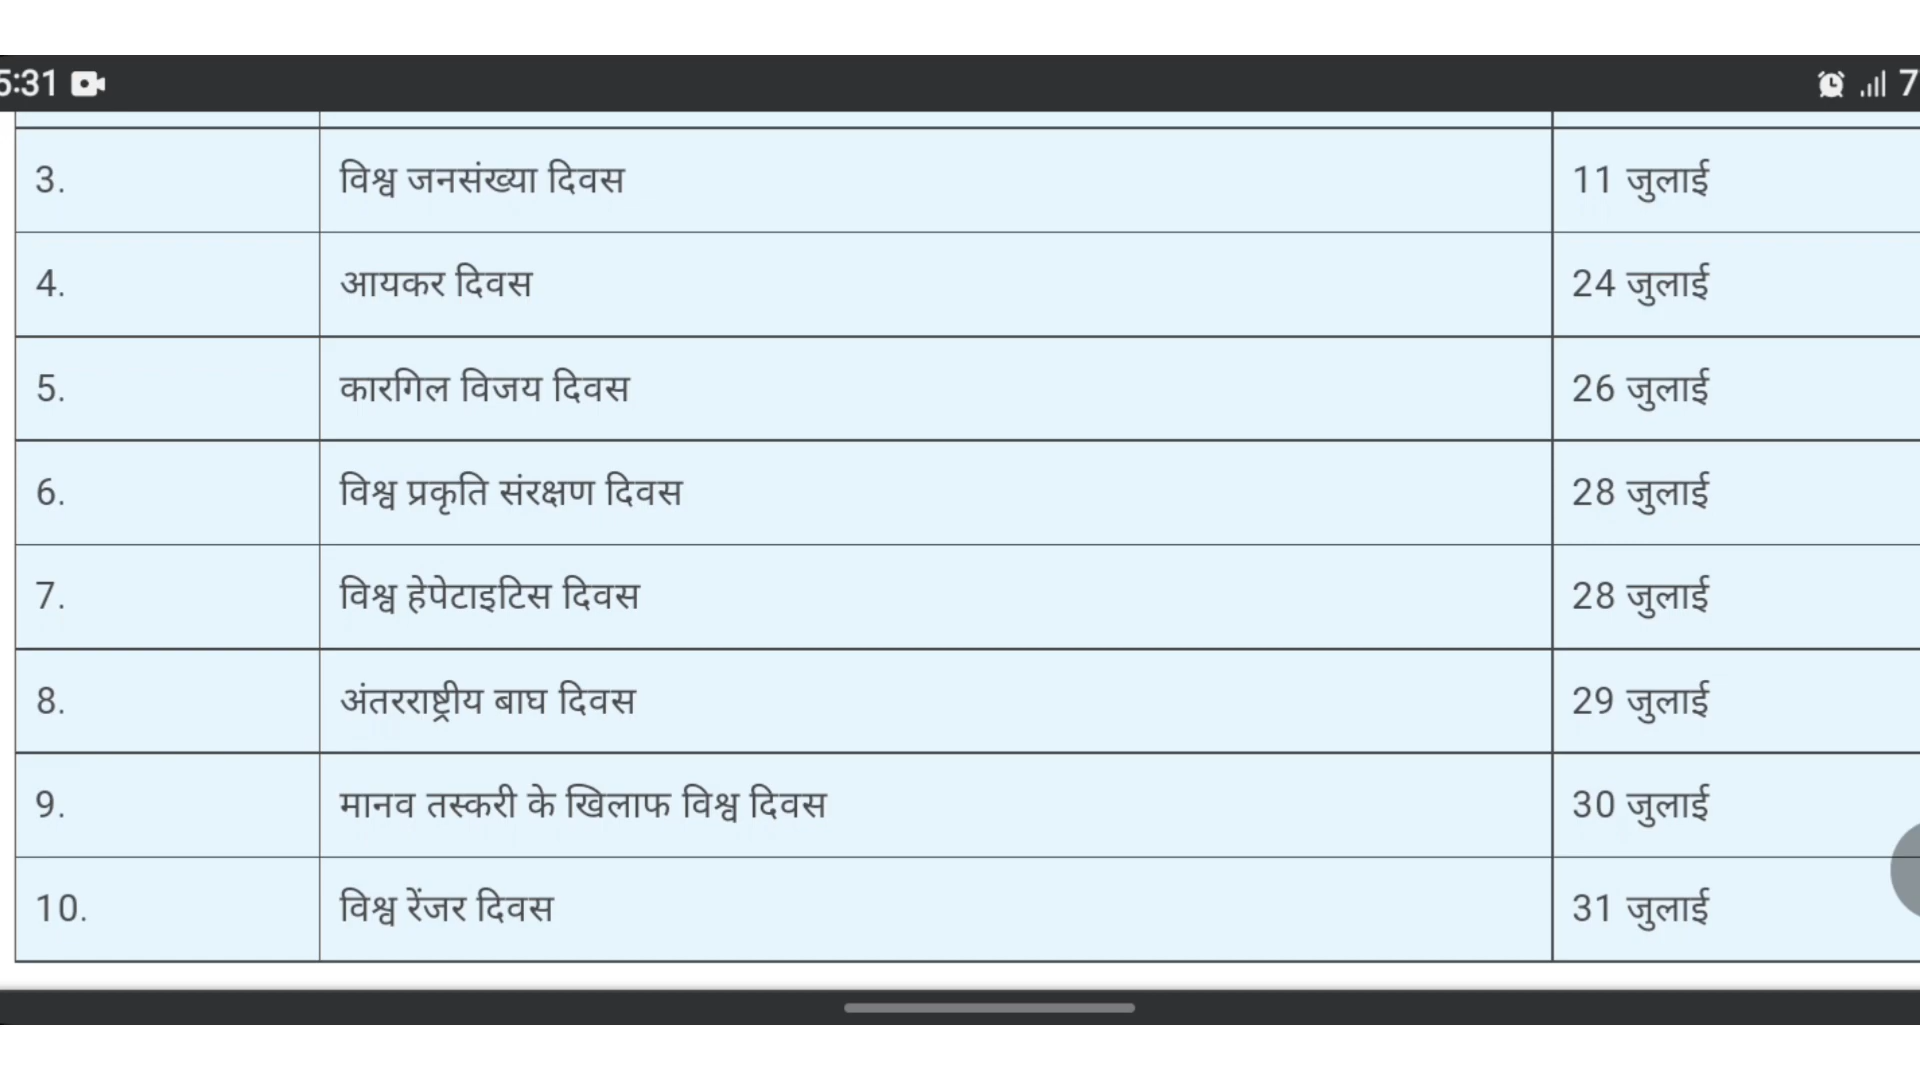 5:31 7
3. विश्व जनसंख्या दिवस 11 जुलाई
4. आयकर दिवस 24 जुलाई
5. कारगिल विजय दिवस 26 जुलाई
6. विश्व प्रकृति संरक्षण दिवस 28 जुलाई
7. विश्व हेपेटाइटिस दिवस 28 जुलाई
8. अंतरराष्ट्रीय बाघ दिवस 29 जुलाई
9. मानव तस्करी के खिलाफ विश्व दिवस 30 जुलाई
10. विश्व रेंजर दिवस 31 जुलाई